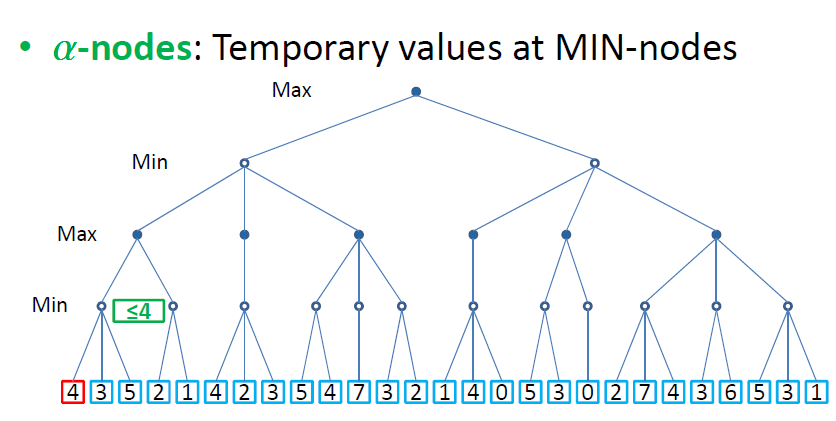 • α-nodes: Temporary values at MIN-nodes
Max
Min
Max
Min
≤4
4 3 5 2 1 4 2 3 5 4 7 3 2 1 4 0 5 3 0 2 7 4 3 6 5 3 1